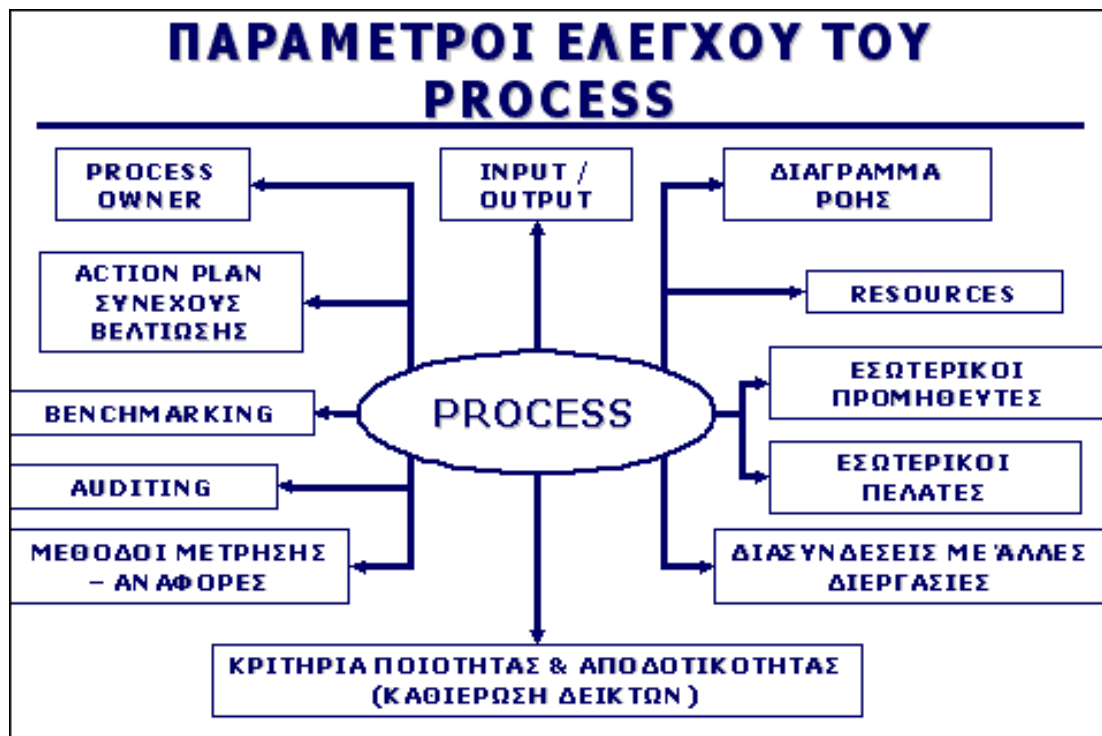 ΠΑΡΑΜΕΤΡΟΙ ΕΛΕΓΧΟΥ ΤΟΥ
PROCESS
PROCESS
OWNER
INPUT /
OUTPUT
ΔΙΑΓΡΑΜΜΑ
ΡΟΗΣ
ACTION PLAN
ΣΥΝΕΧΟΥΣ
ΒΕΛΤΙΩΣΗΣ
RESOURCES
ΕΣΩΤΕΡΙΚΟΙ
ΠΡΟΜΗΘΕΥΤΕΣ
BENCHMARKING
PROCESS
AUDITING
ΕΣΩΤΕΡΙΚΟΙ
ΠΕΛΑΤΕΣ
ΜΕΘΟΔΟΙ ΜΕΤΡΗΣΗΣ
– ΑΝΑΦΟΡΕΣ
ΔΙΑΣΥΝΔΕΣΕΙΣ ΜΕ ΆΛΛΕΣ
ΔΙΕΡΓΑΣΙΕΣ
ΚΡΙΤΗΡΙΑ ΠΟΙΟΤΗΤΑΣ & ΑΠΟΔΟΤΙΚΟΤΗΤΑΣ
(ΚΑΘΙΕΡΩΣΗ ΔΕΙΚΤΩΝ)